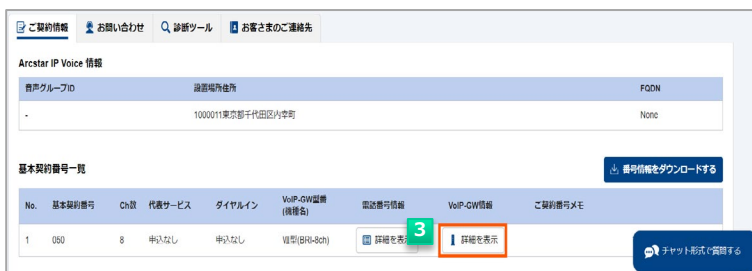 ご契約情報 お問い合わせ 診断ツール お客さまのご連絡先
Arcstar IP Voice 情報
音声グループID 設置場所住所 FQDN
- 1000011東京都千代田区内幸町 None
基本契約番号一覧 番号情報をダウンロードする
No. 基本契約番号 Ch数 代表サービス ダイヤルイン VoIP-GW型番 電話番号情報 VoIP-GW情報 ご契約番号メモ
(機種名)
1 050 8 申込なし 申込なし VII型(BRI-8ch) 詳細を表示 3 詳細を表示
チャット形式で質問する